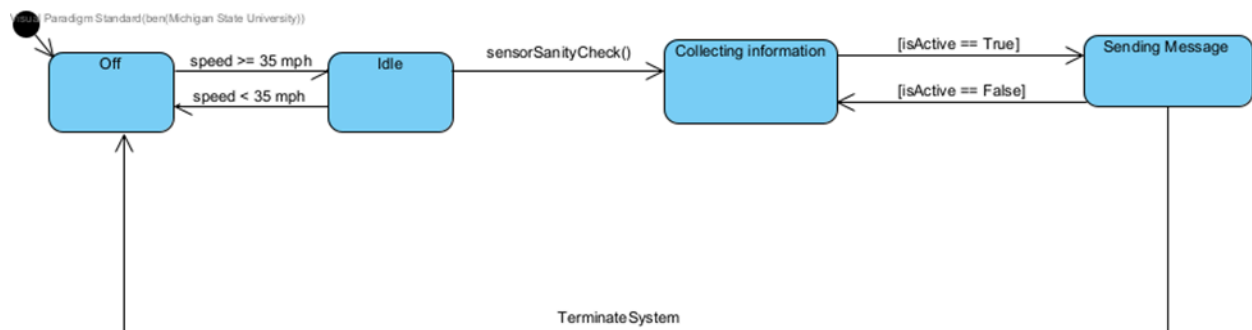 Visual Paradigm Standard(ben(Michigan State University))
Off
speed >= 35 mph
Idle
sensorSanityCheck()
Collecting information
[isActive == True]
Sending Message
speed < 35 mph
[isActive == False]
TerminateSystem